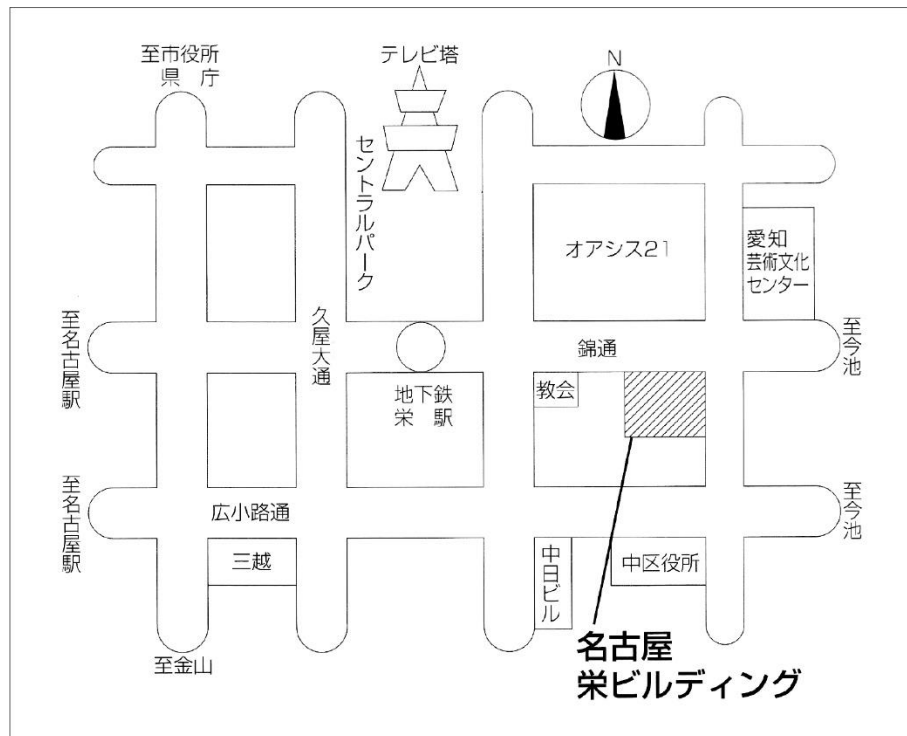 至市役所
県 庁
テレビ塔
N
セントラルパーク
オアシス21
愛知
芸術文化
センター
至名古屋駅
久屋大通
錦通
至今池
地下鉄
栄 駅
教会
至名古屋駅
広小路通
至今池
三越
中日ビル
中区役所
至金山
名古屋
栄ビルディング